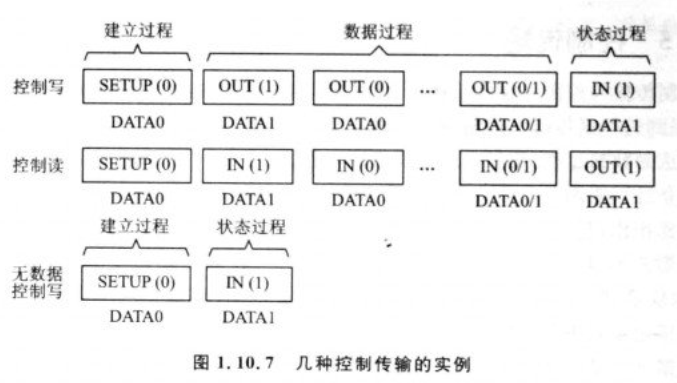 建立过程 数据过程 状态过程
控制写 SETUP (0) OUT (1) OUT (0) ... OUT (0/1) IN (1)
DATA0 DATA1 DATA0 DATA0/1 DATA1
控制读 SETUP (0) IN (1) IN (0) ... IN (0/1) OUT(1)
DATA0 DATA1 DATA0 DATA0/1 DATA1
建立过程 状态过程
无数据
控制写 SETUP (0) IN (1)
DATA0 DATA1
图 1.10.7 几种控制传输的实例